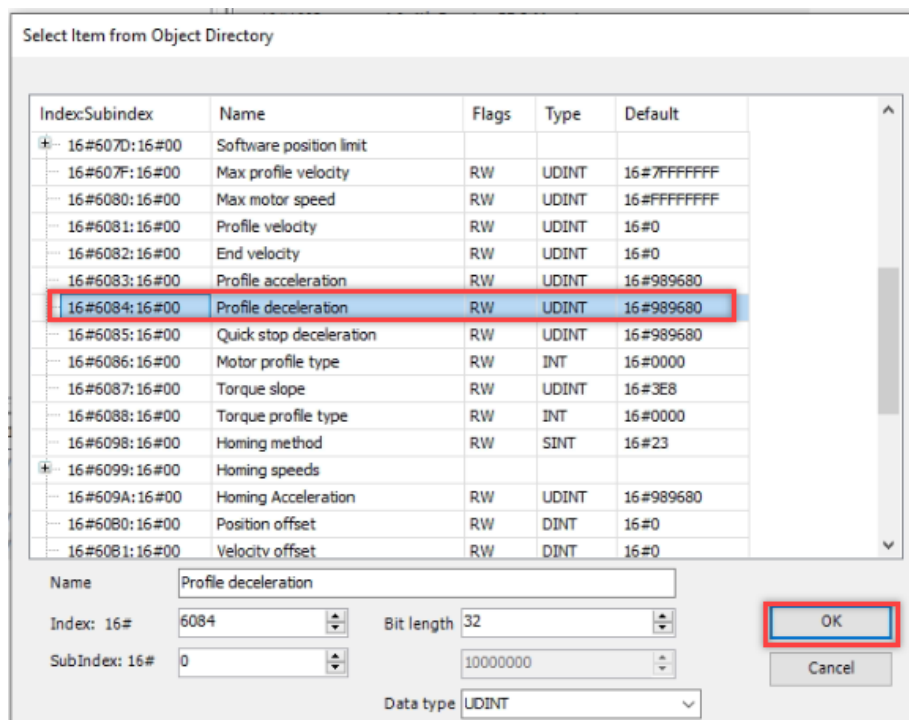 Select Item from Object Directory
Index:Subindex Name Flags Type Default
16#607D:16#00 Software position limit
16#607F:16#00 Max profile velocity RW UDINT 16#7FFFFFFF
16#6080:16#00 Max motor speed RW UDINT 16#FFFFFFFF
16#6081:16#00 Profile velocity RW UDINT 16#0
16#6082:16#00 End velocity RW UDINT 16#0
16#6083:16#00 Profile acceleration RW UDINT 16#989680
16#6084:16#00 Profile deceleration RW UDINT 16#989680
16#6085:16#00 Quick stop deceleration RW UDINT 16#989680
16#6086:16#00 Motor profile type RW INT 16#0000
16#6087:16#00 Torque slope RW UDINT 16#3E8
16#6088:16#00 Torque profile type RW INT 16#0000
16#6098:16#00 Homing method RW SINT 16#23
16#6099:16#00 Homing speeds
16#609A:16#00 Homing Acceleration RW UDINT 16#989680
16#60B0:16#00 Position offset RW DINT 16#0
16#60B1:16#00 Velocity offset RW DINT 16#0
Name Profile deceleration
Index: 16# 6084 Bit length 32 OK
SubIndex: 16# 0 10000000 Cancel
Data type UDINT